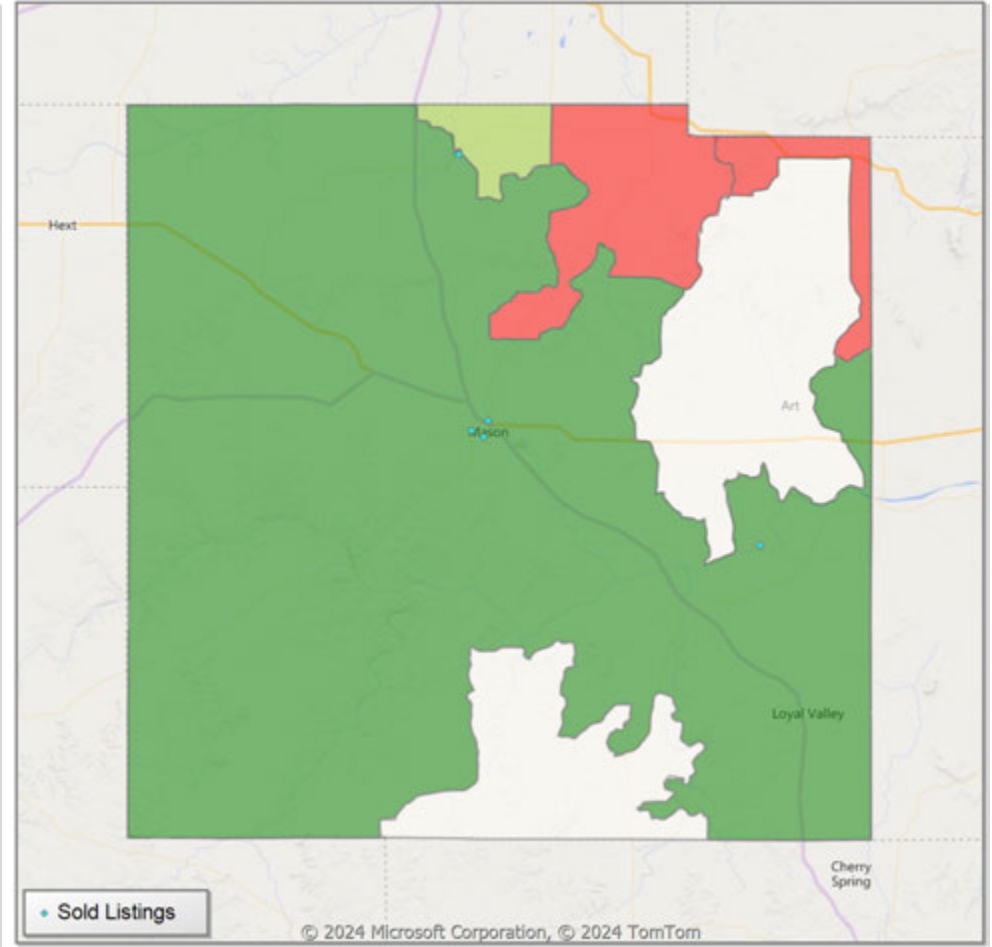 Hext
Art
Mason
Loyal Valley
Cherry
Spring
Sold Listings
© 2024 Microsoft Corporation, © 2024 TomTom